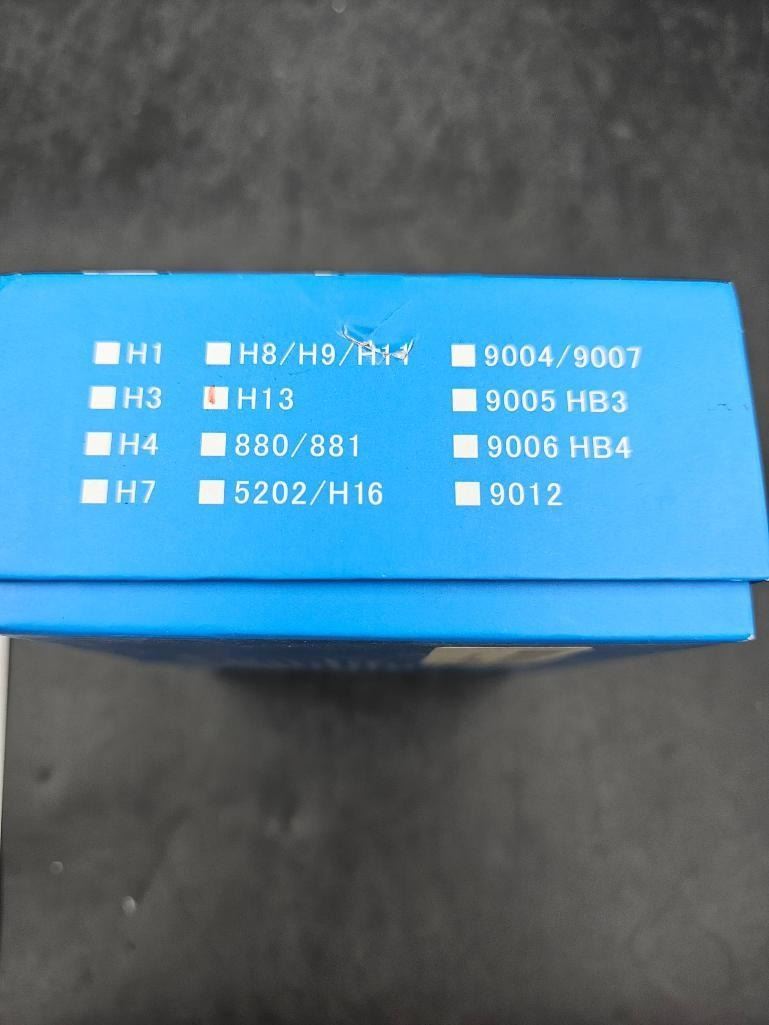 H1 H8/H9/H11 9004/9007
H3 H13 9005 HB3
H4 880/881 9006 HB4
H7 5202/H16 9012